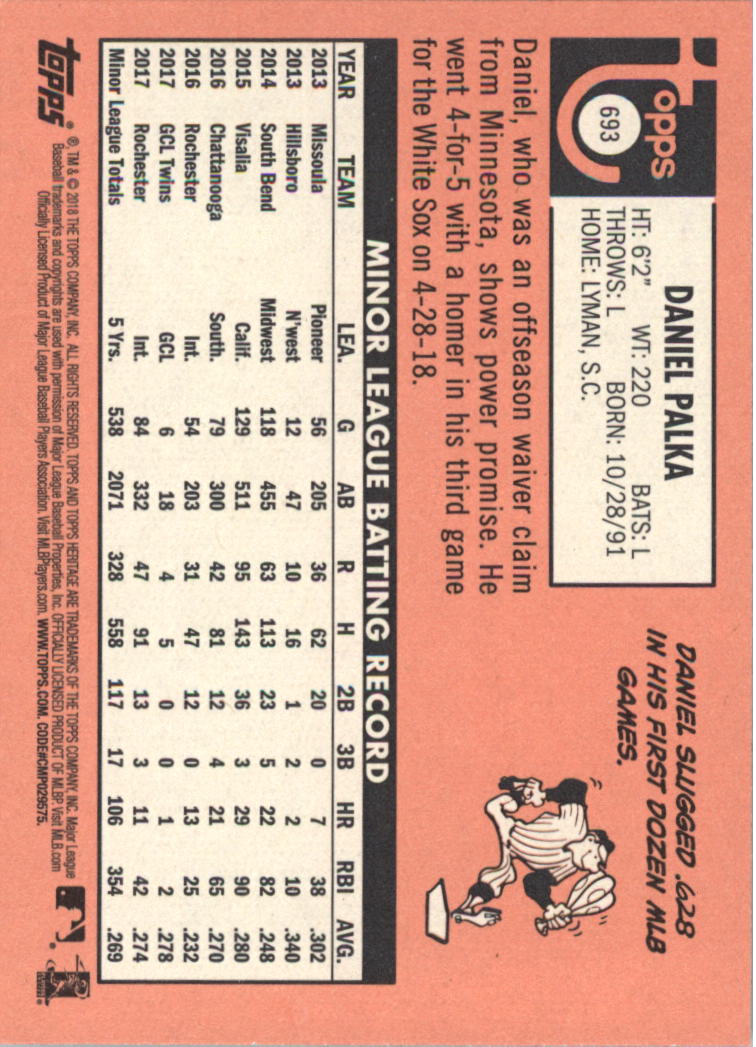 Topps
693
DANIEL PALKA
HT: 6'2" WT: 220 BATS: L
THROWS: L BORN: 10/28/91
HOME: LYMAN, S.C.
DANIEL SLUGGED .628
IN HIS FIRST DOZEN MLB
GAMES.
Daniel, who was an offseason waiver claim
from Minnesota, shows power promise. He
went 4-for-5 with a homer in his third game
for the White Sox on 4-28-18.
MINOR LEAGUE BATTING RECORD
YEAR TEAM LEA. G AB R H 2B 3B HR RBI AVG.
2013 Missoula Pioneer 56 205 36 62 20 0 7 38 .302
2013 Hillsboro N'west 12 47 10 16 1 2 2 10 .340
2014 South Bend Midwest 118 455 63 113 23 5 22 82 .248
2015 Visalia Calif. 129 511 95 143 36 3 29 90 .280
2016 Chattanooga South. 79 300 42 81 12 4 21 65 .270
2016 Rochester Int. 54 203 31 47 12 0 13 25 .232
2017 GCL Twins GCL 6 18 4 5 0 0 1 2 .278
2017 Rochester Int. 84 332 47 91 13 3 11 42 .274
Minor League Totals 5 Yrs. 538 2071 328 558 117 17 106 354 .269
Topps ® ®, TM & © 2018 THE TOPPS COMPANY, INC. ALL RIGHTS RESERVED. TOPPS AND TOPPS HERITAGE ARE TRADEMARKS OF THE TOPPS COMPANY, INC. Major League
Baseball trademarks and copyrights are used with permission of Major League Baseball Properties, Inc. OFFICIALLY LICENSED PRODUCT OF MLBP. Visit MLB.com
Officially Licensed Product of Major League Baseball Players Association. Visit MLBPlayers.com. WWW.TOPPS.COM. CODE#CMP029575.